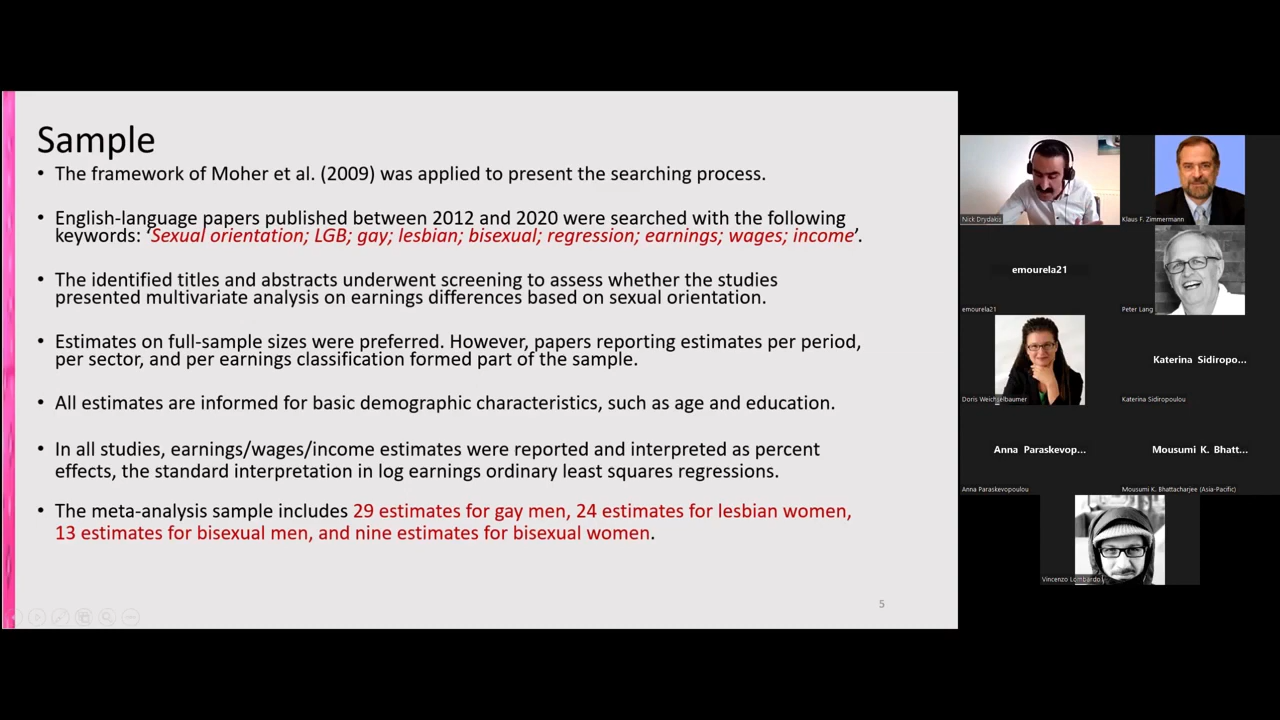 Sample
• The framework of Moher et al. (2009) was applied to present the searching process.
• English-language papers published between 2012 and 2020 were searched with the following
keywords: ‘Sexual orientation; LGB; gay; lesbian; bisexual; regression; earnings; wages; income’.
• The identified titles and abstracts underwent screening to assess whether the studies
presented multivariate analysis on earnings differences based on sexual orientation.
• Estimates on full-sample sizes were preferred. However, papers reporting estimates per period,
per sector, and per earnings classification formed part of the sample.
• All estimates are informed for basic demographic characteristics, such as age and education.
• In all studies, earnings/wages/income estimates were reported and interpreted as percent
effects, the standard interpretation in log earnings ordinary least squares regressions.
• The meta-analysis sample includes 29 estimates for gay men, 24 estimates for lesbian women,
13 estimates for bisexual men, and nine estimates for bisexual women.
5
Nick Drydakis
Klaus F. Zimmermann
emourela21
emourela21
Peter Lang
Katerina Sidiropo...
Doris Weichselbaumer
Katerina Sidiropoulou
Anna Paraskevop...
Mousumi K. Bhatt...
Anna Paraskevopoulou
Mousumi K. Bhattacharjee (Asia-Pacific)
Vincenzo Lombardo